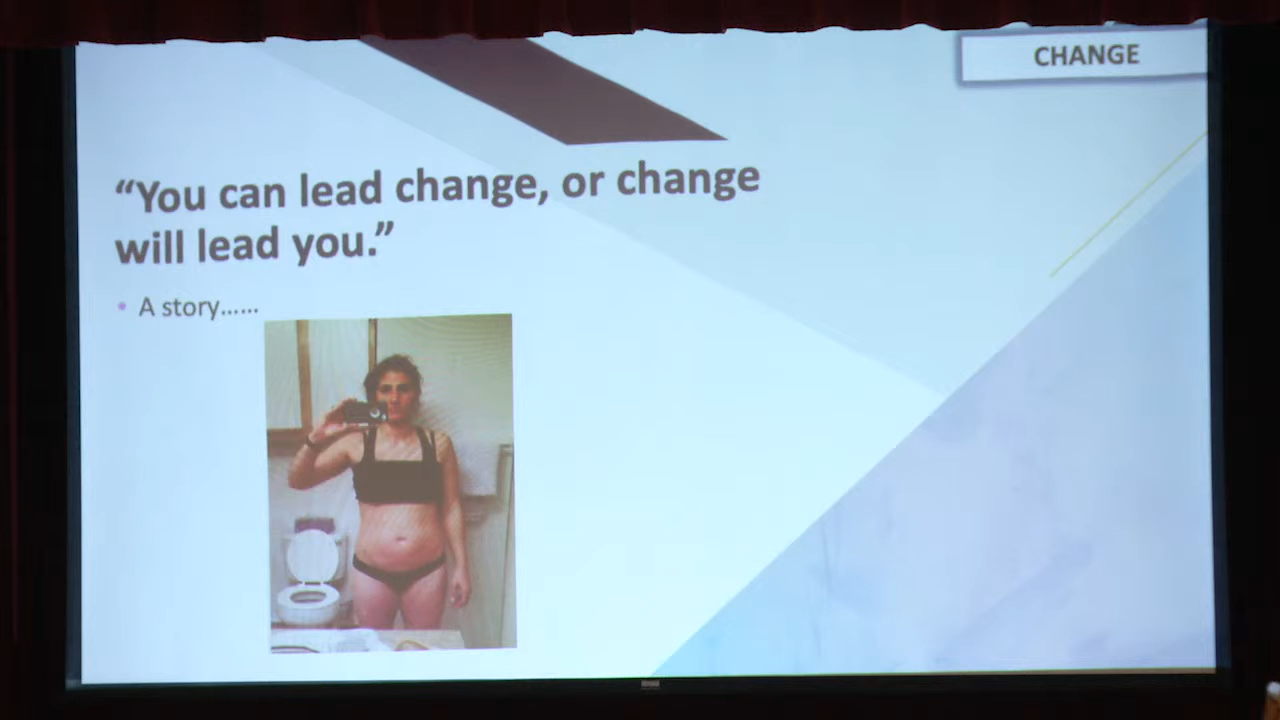 CHANGE
“You can lead change, or change
will lead you.”
• A story......